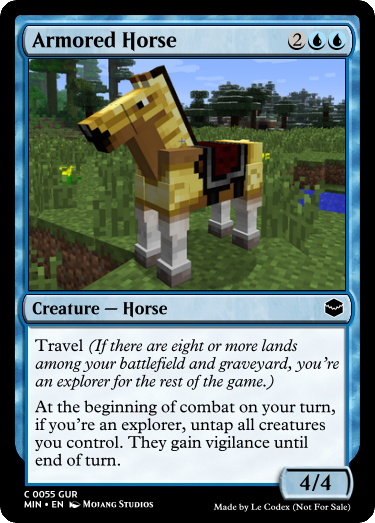 Armored Horse 2
Creature — Horse
Travel (If there are eight or more lands
among your battlefield and graveyard, you're
an explorer for the rest of the game.)
At the beginning of combat on your turn,
if you're an explorer, untap all creatures
you control. They gain vigilance until
end of turn.
4/4
C 0055 GUR
MIN • EN Mojang Studios
Made by Le Codex (Not For Sale)